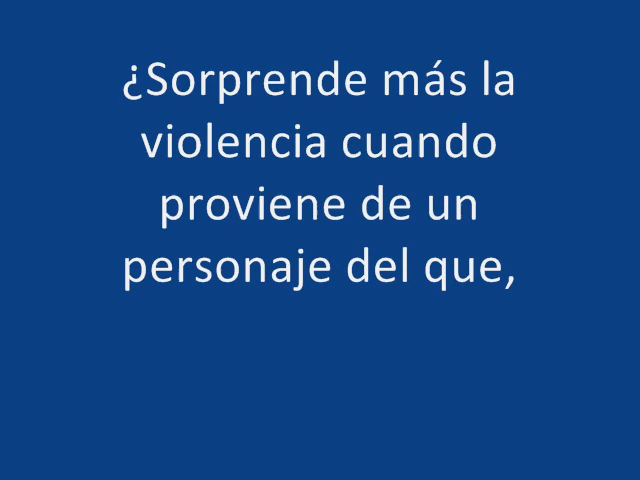 ¿Sorprende más la
violencia cuando
proviene de un
personaje del que,